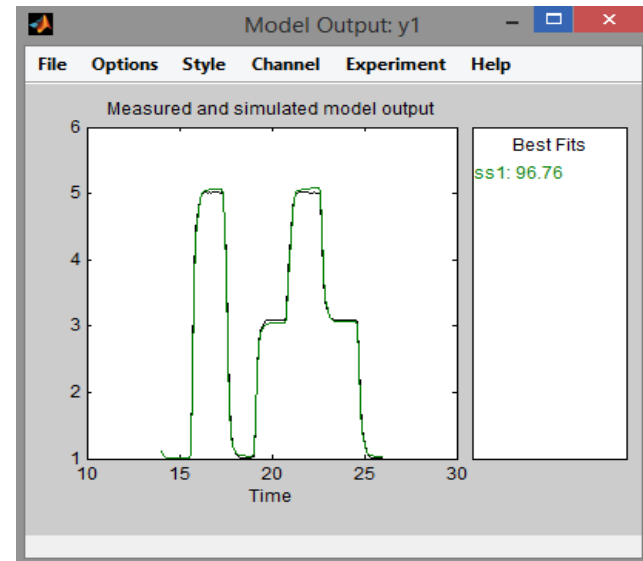 Model Output: y1
File Options Style Channel Experiment Help
Measured and simulated model output
Best Fits
ss1: 96.76
6
5
4
3
2
1
10 15 20 25 30
Time